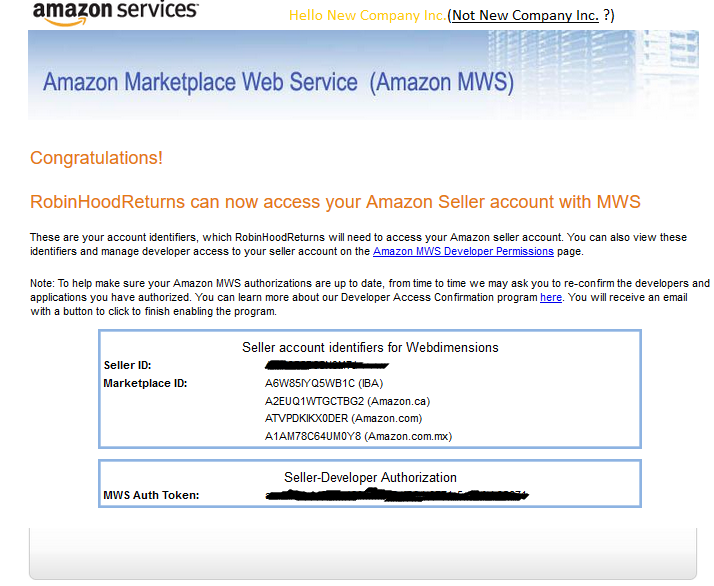 amazon services
Hello New Company Inc.(Not New Company Inc. ?)
Amazon Marketplace Web Service (Amazon MWS)
Congratulations!
RobinHoodReturns can now access your Amazon Seller account with MWS
These are your account identifiers, which RobinHoodReturns will need to access your Amazon seller account. You can also view these
identifiers and manage developer access to your seller account on the Amazon MWS Developer Permissions page.
Note: To help make sure your Amazon MWS authorizations are up to date, from time to time we may ask you to re-confirm the developers and
applications you have authorized. You can learn more about our Developer Access Confirmation program here. You will receive an email
with a button to click to finish enabling the program.
Seller account identifiers for Webdimensions
Seller ID:
Marketplace ID: A6W85IYQ5WB1C (IBA)
A2EUQ1WTGCTBG2 (Amazon.ca)
ATVPDKIKX0DER (Amazon.com)
A1AM78C64UM0Y8 (Amazon.com.mx)
Seller-Developer Authorization
MWS Auth Token: